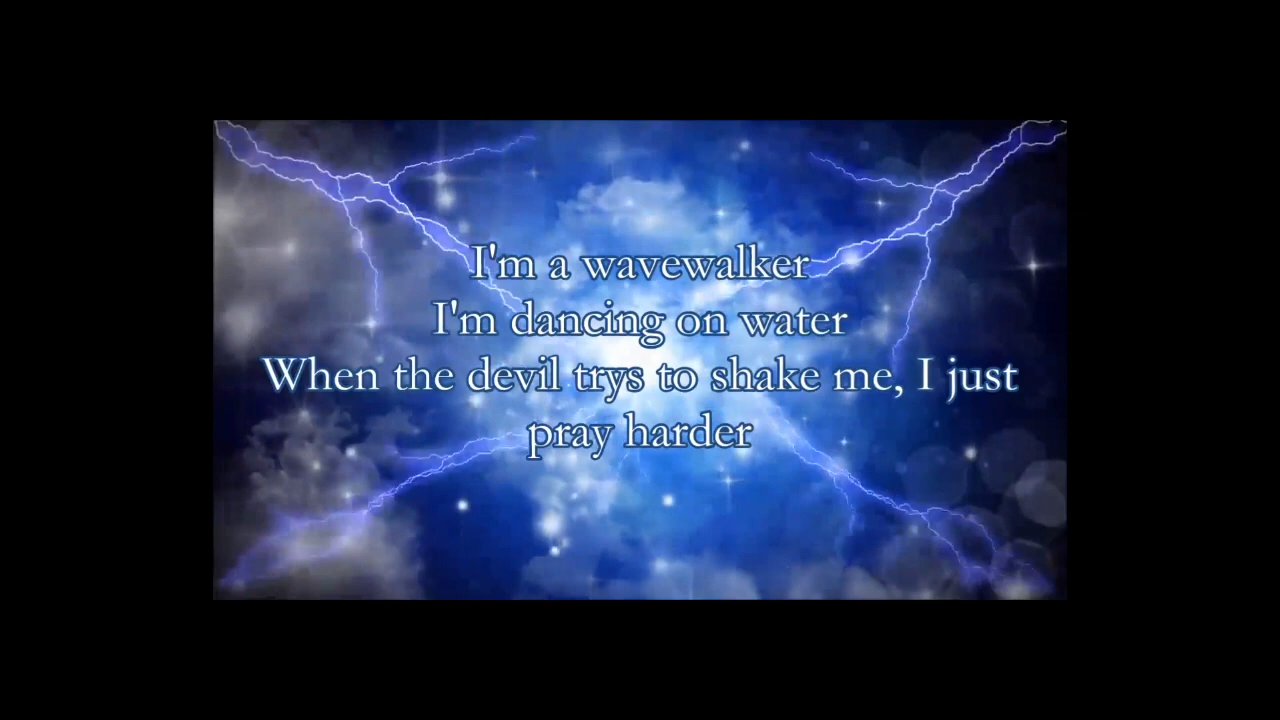 I'm a wavewalker
I'm dancing on water
When the devil trys to shake me, I just
pray harder